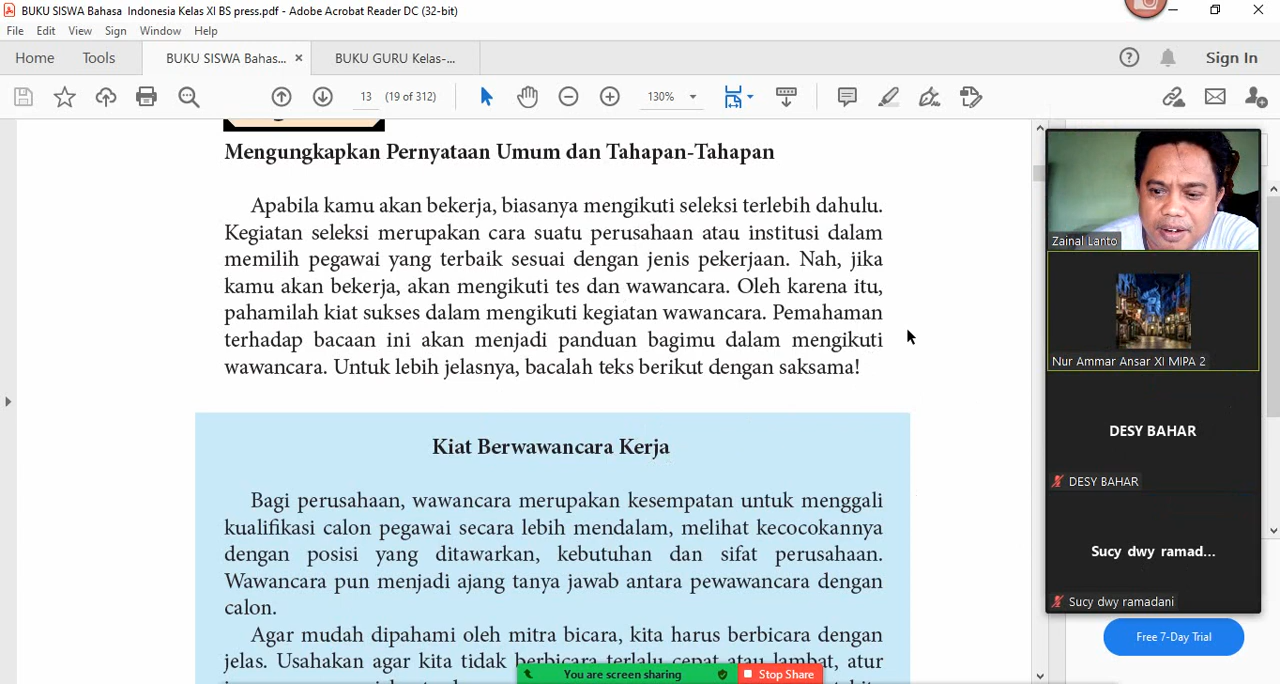 BUKU SISWA Bahasa Indonesia Kelas XI BS press.pdf - Adobe Acrobat Reader DC (32-bit)
File Edit View Sign Window Help
Home Tools BUKU SISWA Bahas... × BUKU GURU Kelas-... Sign In
13 (19 of 312) 130%
Mengungkapkan Pernyataan Umum dan Tahapan-Tahapan
Apabila kamu akan bekerja, biasanya mengikuti seleksi terlebih dahulu.
Kegiatan seleksi merupakan cara suatu perusahaan atau institusi dalam
memilih pegawai yang terbaik sesuai dengan jenis pekerjaan. Nah, jika
kamu akan bekerja, akan mengikuti tes dan wawancara. Oleh karena itu,
pahamilah kiat sukses dalam mengikuti kegiatan wawancara. Pemahaman
terhadap bacaan ini akan menjadi panduan bagimu dalam mengikuti
wawancara. Untuk lebih jelasnya, bacalah teks berikut dengan saksama!
Kiat Berwawancara Kerja
Bagi perusahaan, wawancara merupakan kesempatan untuk menggali
kualifikasi calon pegawai secara lebih mendalam, melihat kecocokannya
dengan posisi yang ditawarkan, kebutuhan dan sifat perusahaan.
Wawancara pun menjadi ajang tanya jawab antara pewawancara dengan
calon.
Agar mudah dipahami oleh mitra bicara, kita harus berbicara dengan
jelas. Usahakan agar kita tidak berbicara terlalu cepat atau lambat, atur
You are screen sharing Stop Share
Zainal Lanto
Nur Ammar Ansar XI MIPA 2
DESY BAHAR
DESY BAHAR
Sucy dwy ramad...
Sucy dwy ramadani
Free 7-Day Trial